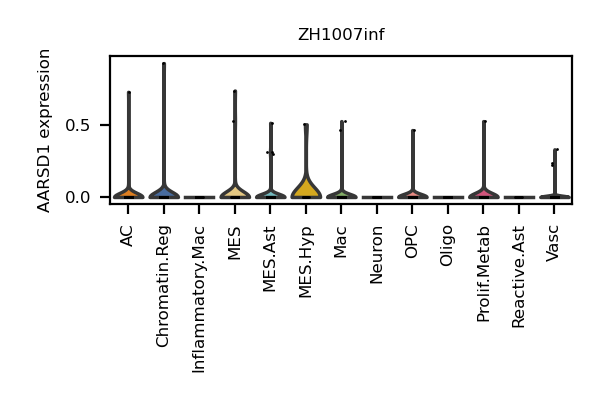 ZH1007inf
AARSD1 expression
0.5
0.0
AC
Chromatin.Reg
Inflammatory.Mac
MES
MES.Ast
MES.Hyp
Mac
Neuron
OPC
Oligo
Prolif.Metab
Reactive.Ast
Vasc